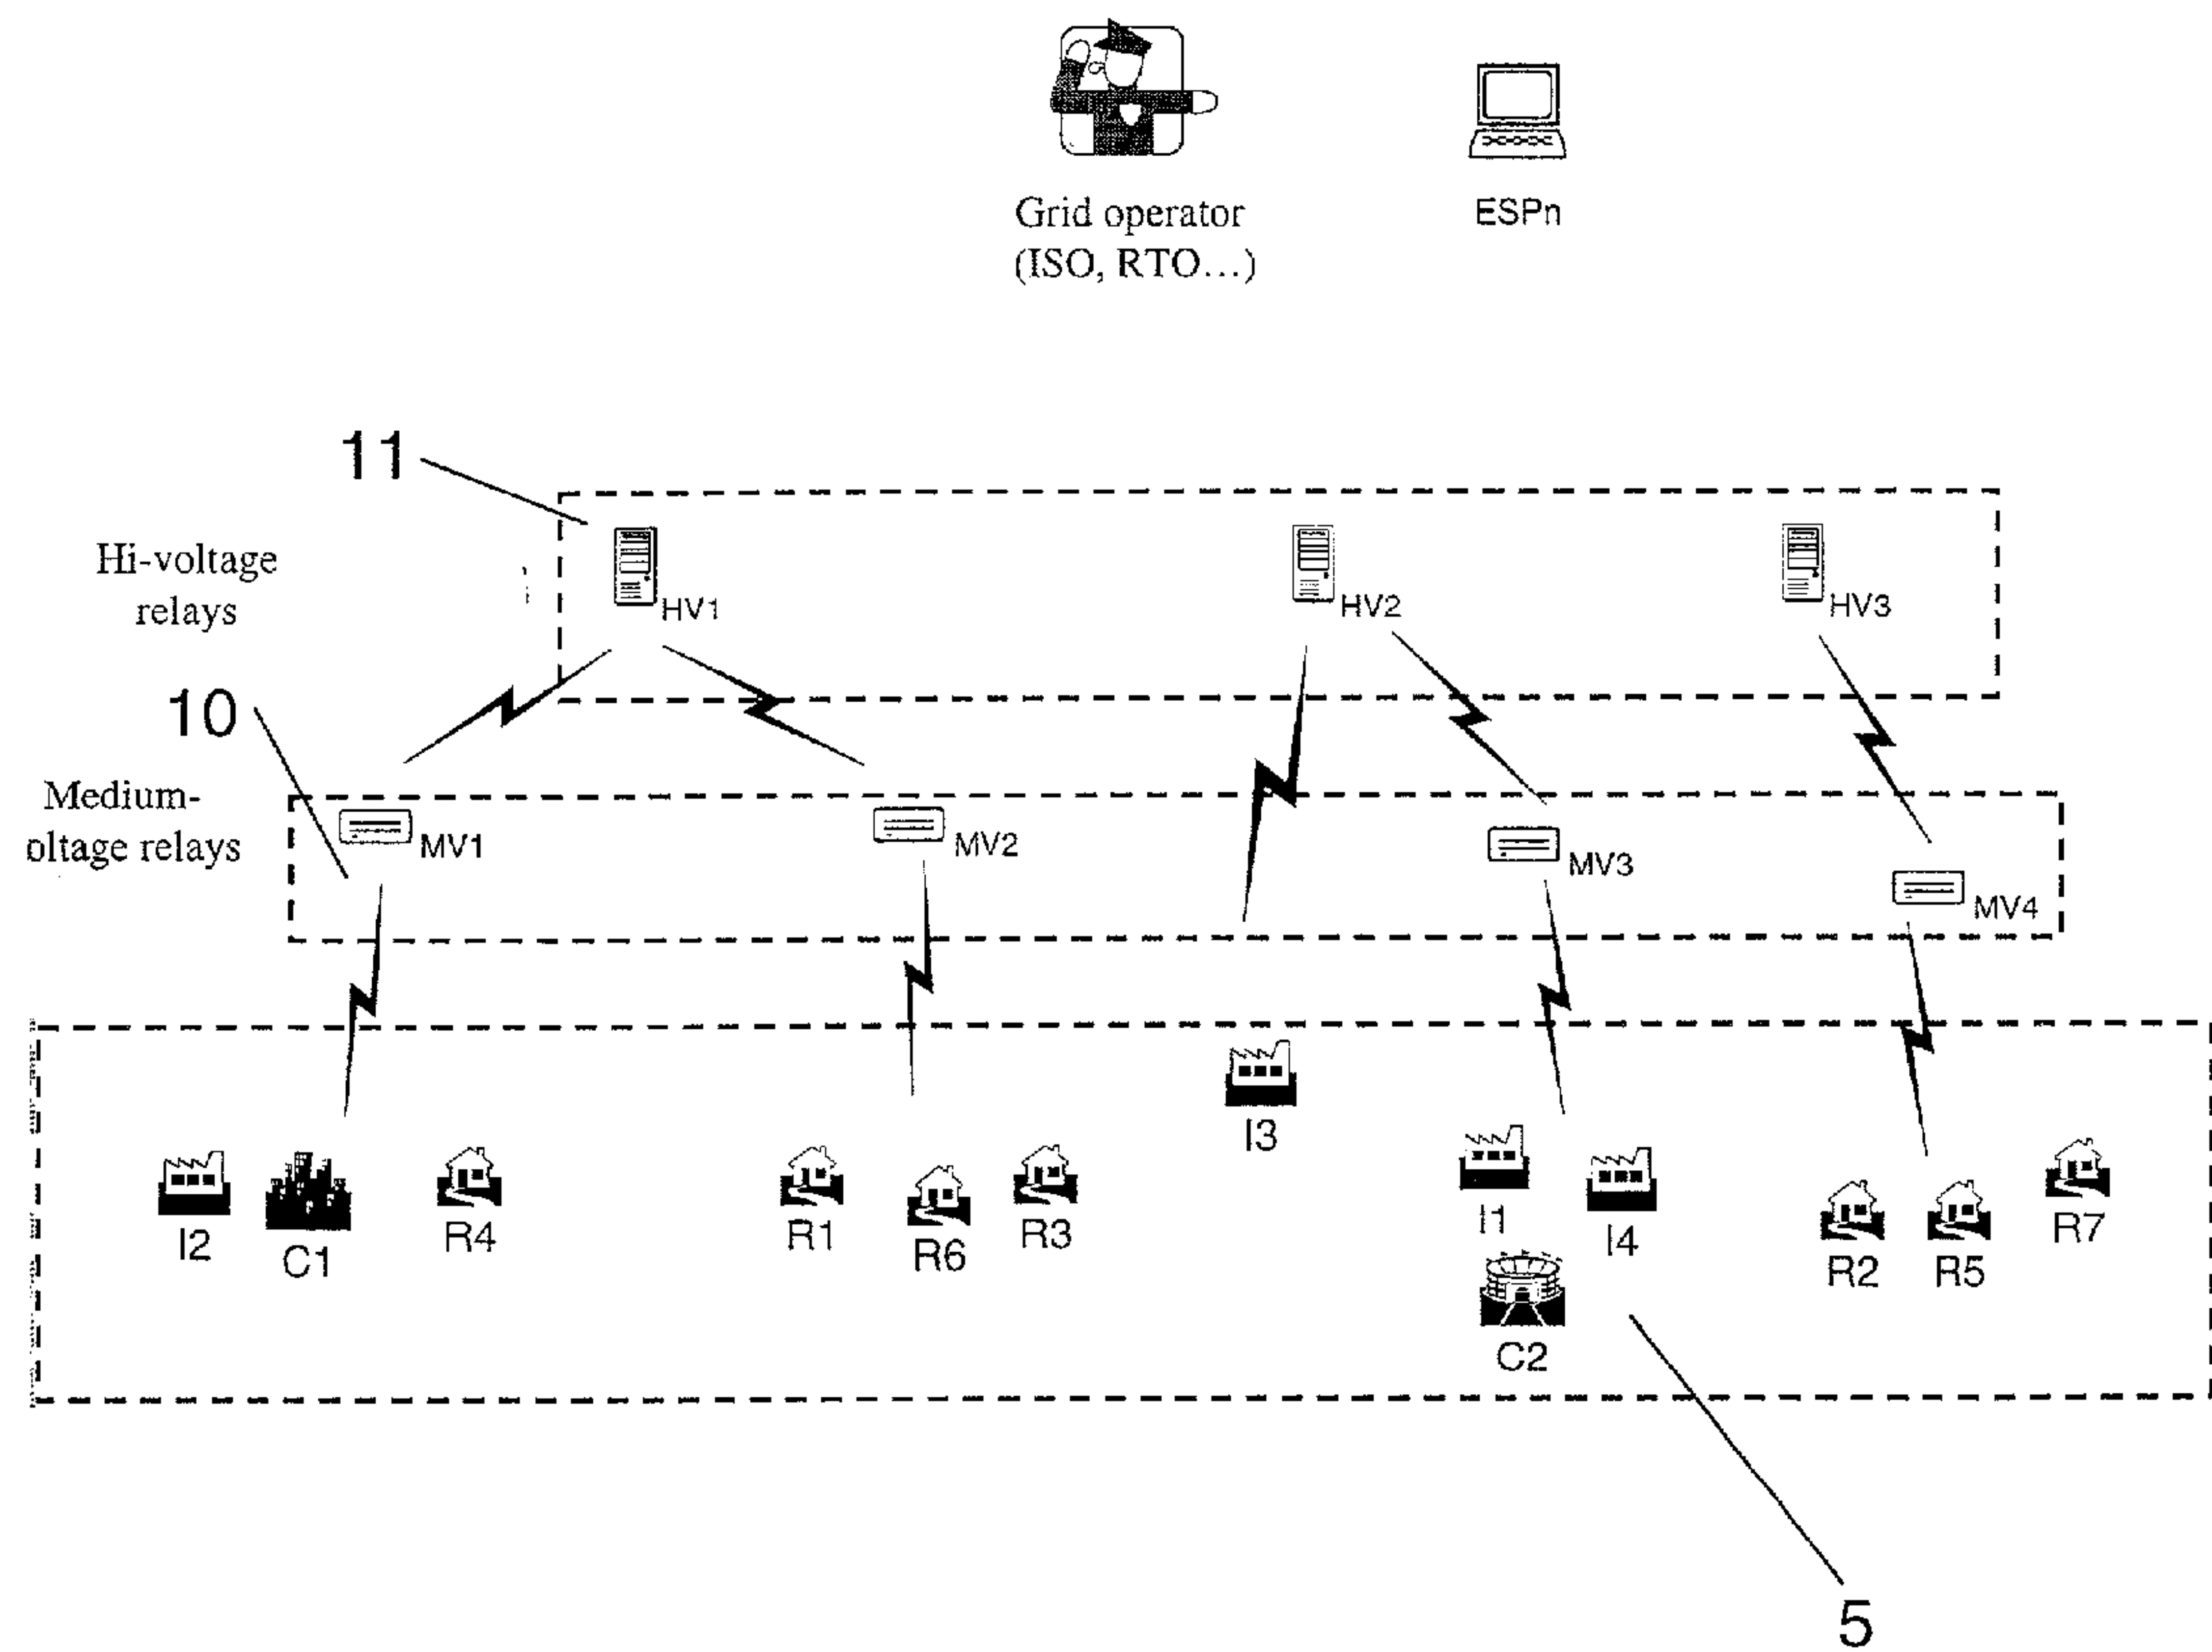 Grid operator
(ISO, RTO...)
ESPn
11
Hi-voltage
relays
HV1
HV2
HV3
10
Medium-
oltage relays
MV1
MV2
MV3
MV4
I2
C1
R4
R1
R6
R3
I3
I1
I4
C2
R2
R5
R7
5